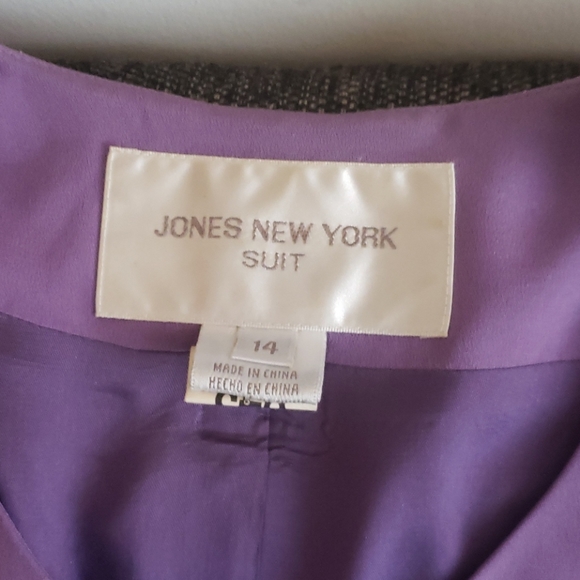 JONES NEW YORK
SUIT
14
MADE IN CHINA
HECHO EN CHINA